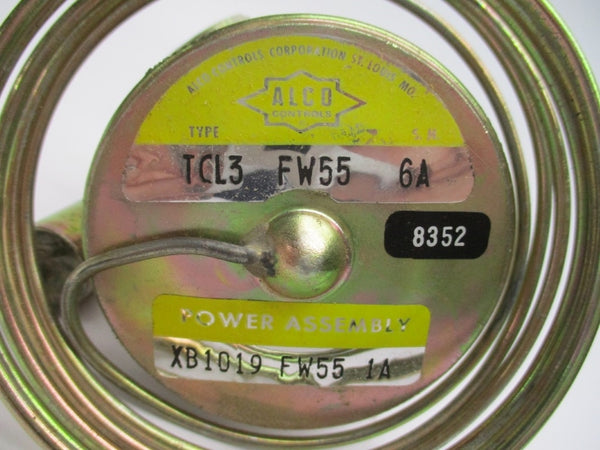 ALCO CONTROLS CORPORATION ST. LOUIS, MO.
ALCO
CONTROLS
TYPE S.N.
TCL3 FW55 6A
8352
POWER ASSEMBLY
XB1019 FW55 1A